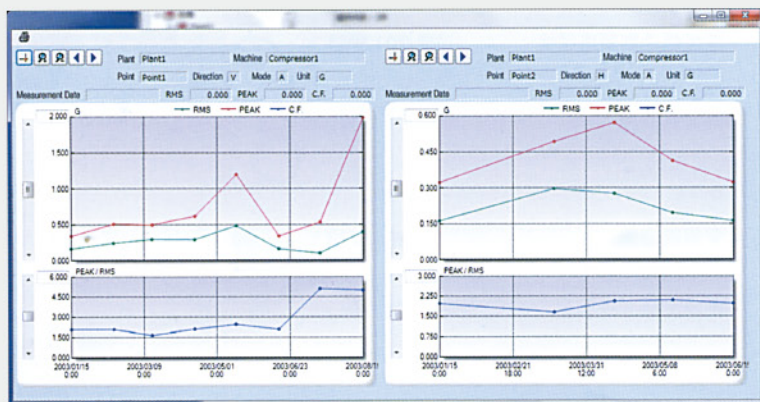 Plant Plant1 Machine Compressor1
Point Point1 Direction V Mode A Unit G
Measurement Date RMS 0.000 PEAK 0.000 C.F. 0.000
G RMS PEAK C.F.
2.000
1.500
1.000
0.500
0.000
PEAK / RMS
6.000
4.500
3.000
1.500
0.000
2003/01/15 2003/03/09 2003/05/01 2003/06/23
0:00 0:00 0:00 0:00 0:00
Plant Plant1 Machine Compressor1
Point Point2 Direction H Mode A Unit G
Measurement Date RMS 0.000 PEAK 0.000 C.F. 0.000
G RMS PEAK C.F.
0.600
0.450
0.300
0.150
0.000
PEAK / RMS
3.000
2.250
1.500
0.750
0.000
2003/01/15 2003/02/21 2003/03/31 2003/05/08
0:00 18:00 12:00 6:00 0:00